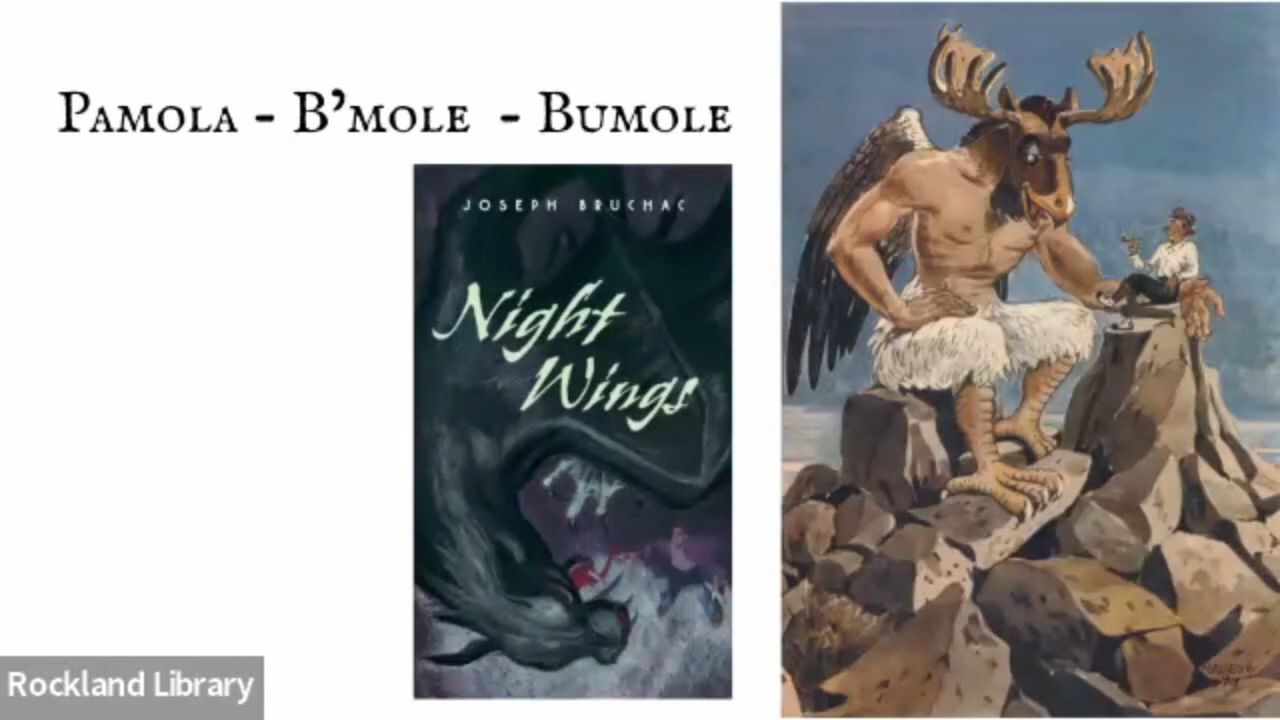 Pamola - B'mole - Bumole
JOSEPH BRUCHAC
Night
Wings
Rockland Library